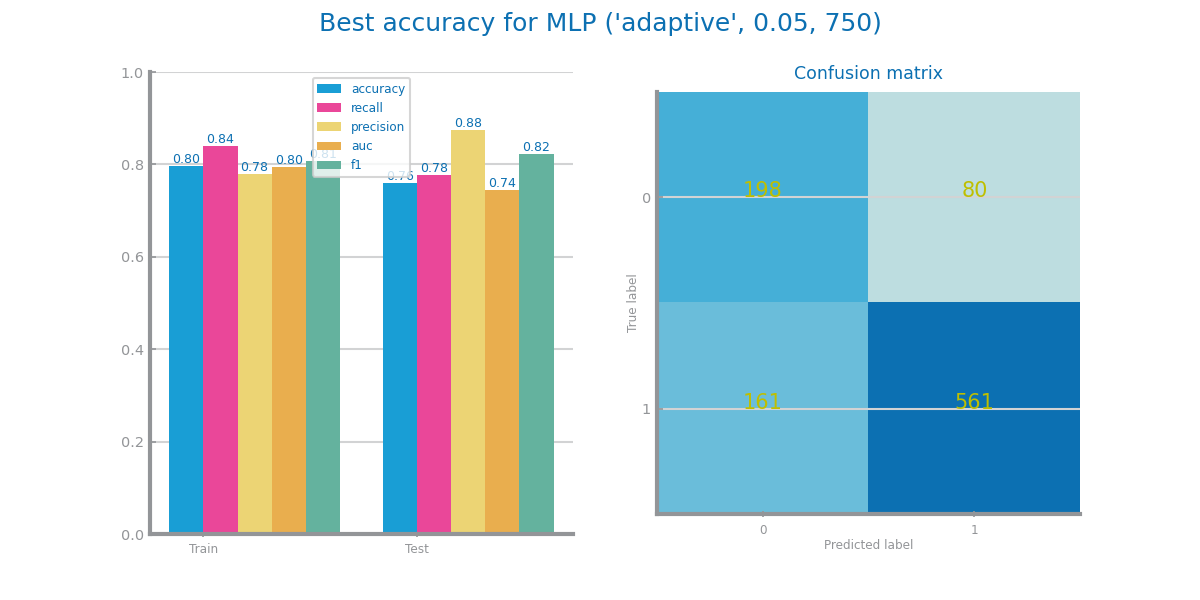 Best accuracy for MLP ('adaptive', 0.05, 750)
1.0
0.8
0.6
0.4
0.2
0.0
accuracy
recall
precision
auc
f1
0.80
0.84
0.78
0.80
0.81
0.76
0.78
0.88
0.74
0.82
Train
Test
Confusion matrix
True label
0
1
198
80
161
561
0
1
Predicted label